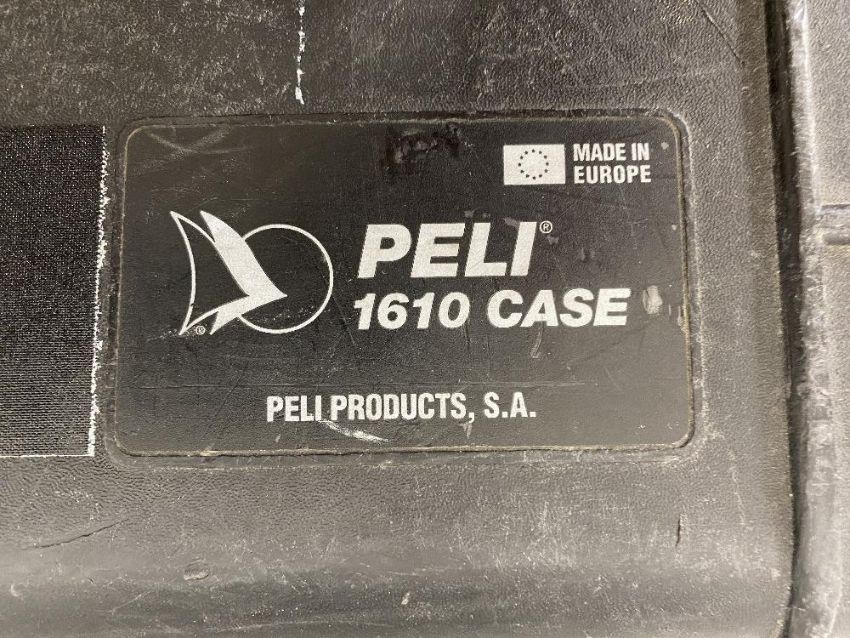 MADE IN
EUROPE
PELI®
1610 CASE
®
PELI PRODUCTS, S.A.